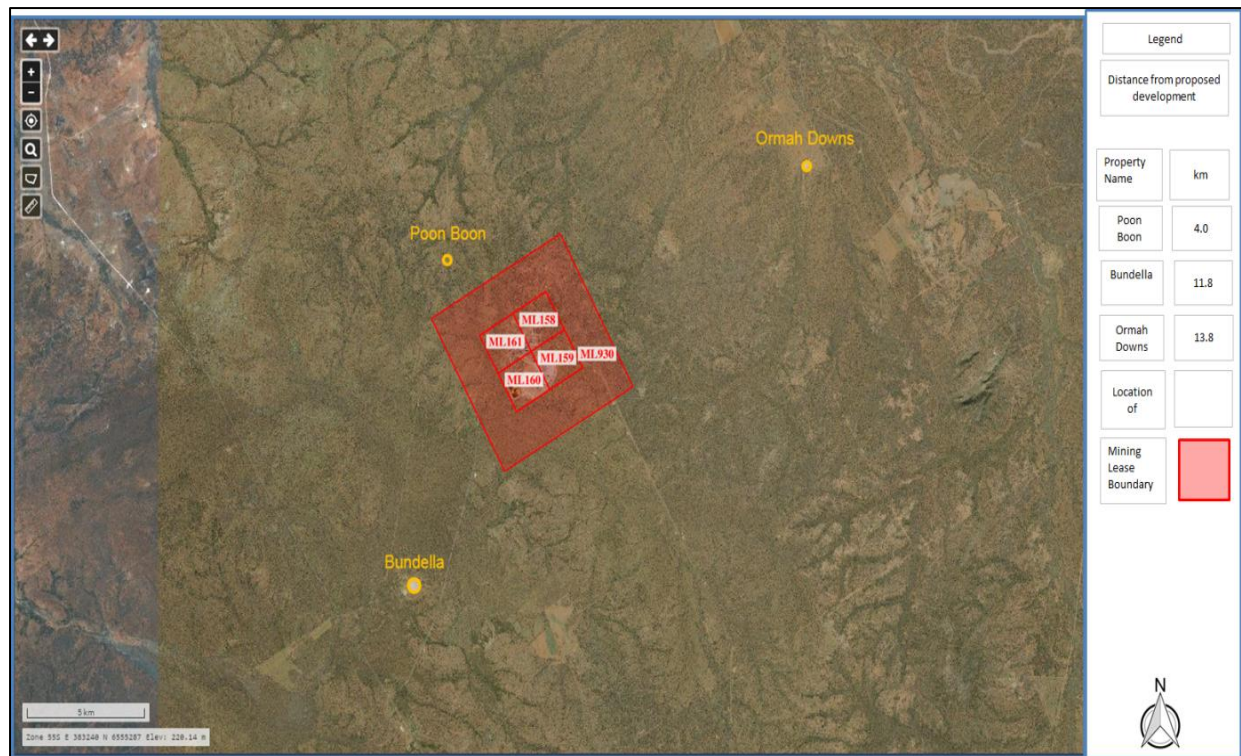 Ormah Downs
Poon Boon
ML158
ML161
ML159
ML930
ML160
Bundella
5 km
Zone 55S E 383240 N 6555287 Elev: 220.14 m
Legend
Distance from proposed
development
Property
Name
km
Poon
Boon
4.0
Bundella
11.8
Ormah
Downs
13.8
Location
of
Mining
Lease
Boundary
N